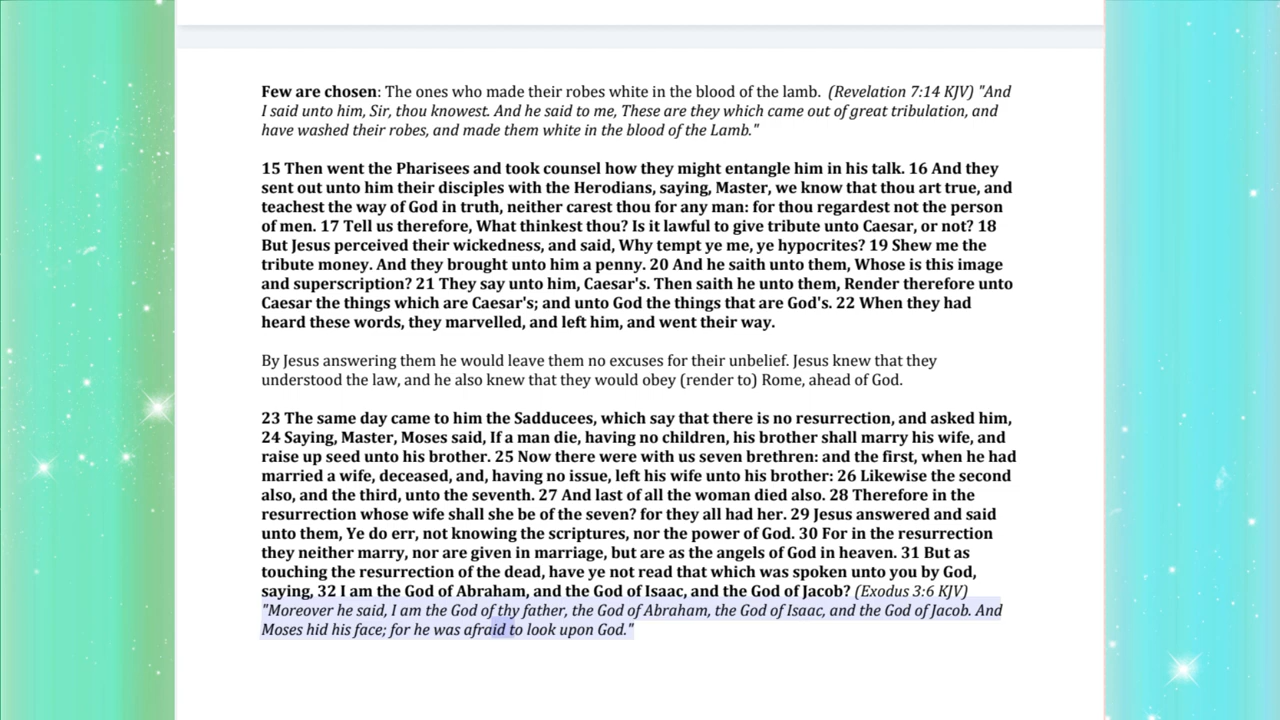 Few are chosen: The ones who made their robes white in the blood of the lamb. (Revelation 7:14 KJV) "And
I said unto him, Sir, thou knowest. And he said to me, These are they which came out of great tribulation, and
have washed their robes, and made them white in the blood of the Lamb."
15 Then went the Pharisees and took counsel how they might entangle him in his talk. 16 And they
sent out unto him their disciples with the Herodians, saying, Master, we know that thou art true, and
teachest the way of God in truth, neither carest thou for any man: for thou regardest not the person
of men. 17 Tell us therefore, What thinkest thou? Is it lawful to give tribute unto Caesar, or not? 18
But Jesus perceived their wickedness, and said, Why tempt ye me, ye hypocrites? 19 Shew me the
tribute money. And they brought unto him a penny. 20 And he saith unto them, Whose is this image
and superscription? 21 They say unto him, Caesar's. Then saith he unto them, Render therefore unto
Caesar the things which are Caesar's; and unto God the things that are God's. 22 When they had
heard these words, they marvelled, and left him, and went their way.
By Jesus answering them he would leave them no excuses for their unbelief. Jesus knew that they
understood the law, and he also knew that they would obey (render to) Rome, ahead of God.
23 The same day came to him the Sadducees, which say that there is no resurrection, and asked him,
24 Saying, Master, Moses said, If a man die, having no children, his brother shall marry his wife, and
raise up seed unto his brother. 25 Now there were with us seven brethren: and the first, when he had
married a wife, deceased, and, having no issue, left his wife unto his brother: 26 Likewise the second
also, and the third, unto the seventh. 27 And last of all the woman died also. 28 Therefore in the
resurrection whose wife shall she be of the seven? for they all had her. 29 Jesus answered and said
unto them, Ye do err, not knowing the scriptures, nor the power of God. 30 For in the resurrection
they neither marry, nor are given in marriage, but are as the angels of God in heaven. 31 But as
touching the resurrection of the dead, have ye not read that which was spoken unto you by God,
saying, 32 I am the God of Abraham, and the God of Isaac, and the God of Jacob? (Exodus 3:6 KJV)
"Moreover he said, I am the God of thy father, the God of Abraham, the God of Isaac, and the God of Jacob. And
Moses hid his face; for he was afraid to look upon God."